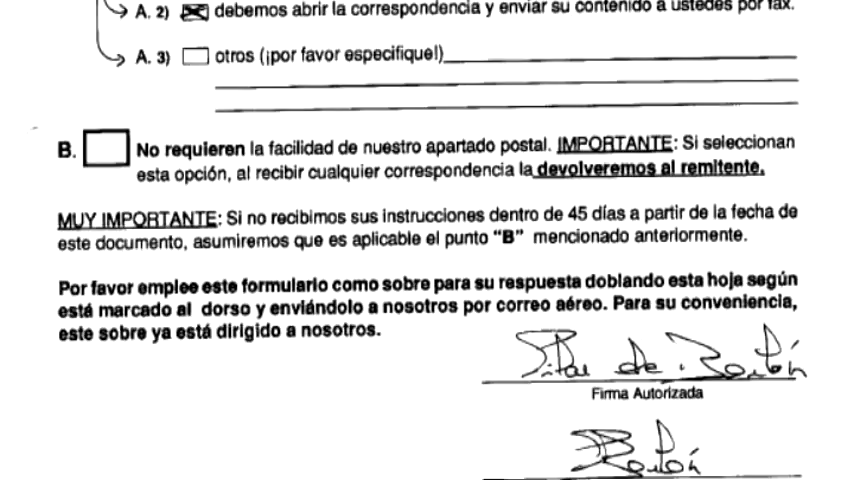 A. 2) debemos abrir la correspondencia y enviar su contenido a ustedes por fax.
A. 3) otros (¡por favor especifique!)
B. No requieren la facilidad de nuestro apartado postal. IMPORTANTE: Si seleccionan
esta opción, al recibir cualquier correspondencia la devolveremos al remitente.
MUY IMPORTANTE: Si no recibimos sus instrucciones dentro de 45 días a partir de la fecha de
este documento, asumiremos que es aplicable el punto "B" mencionado anteriormente.
Por favor emplee este formulario como sobre para su respuesta doblando esta hoja según
está marcado al dorso y enviándolo a nosotros por correo aéreo. Para su conveniencia,
este sobre ya está dirigido a nosotros.
de
Firma Autorizada